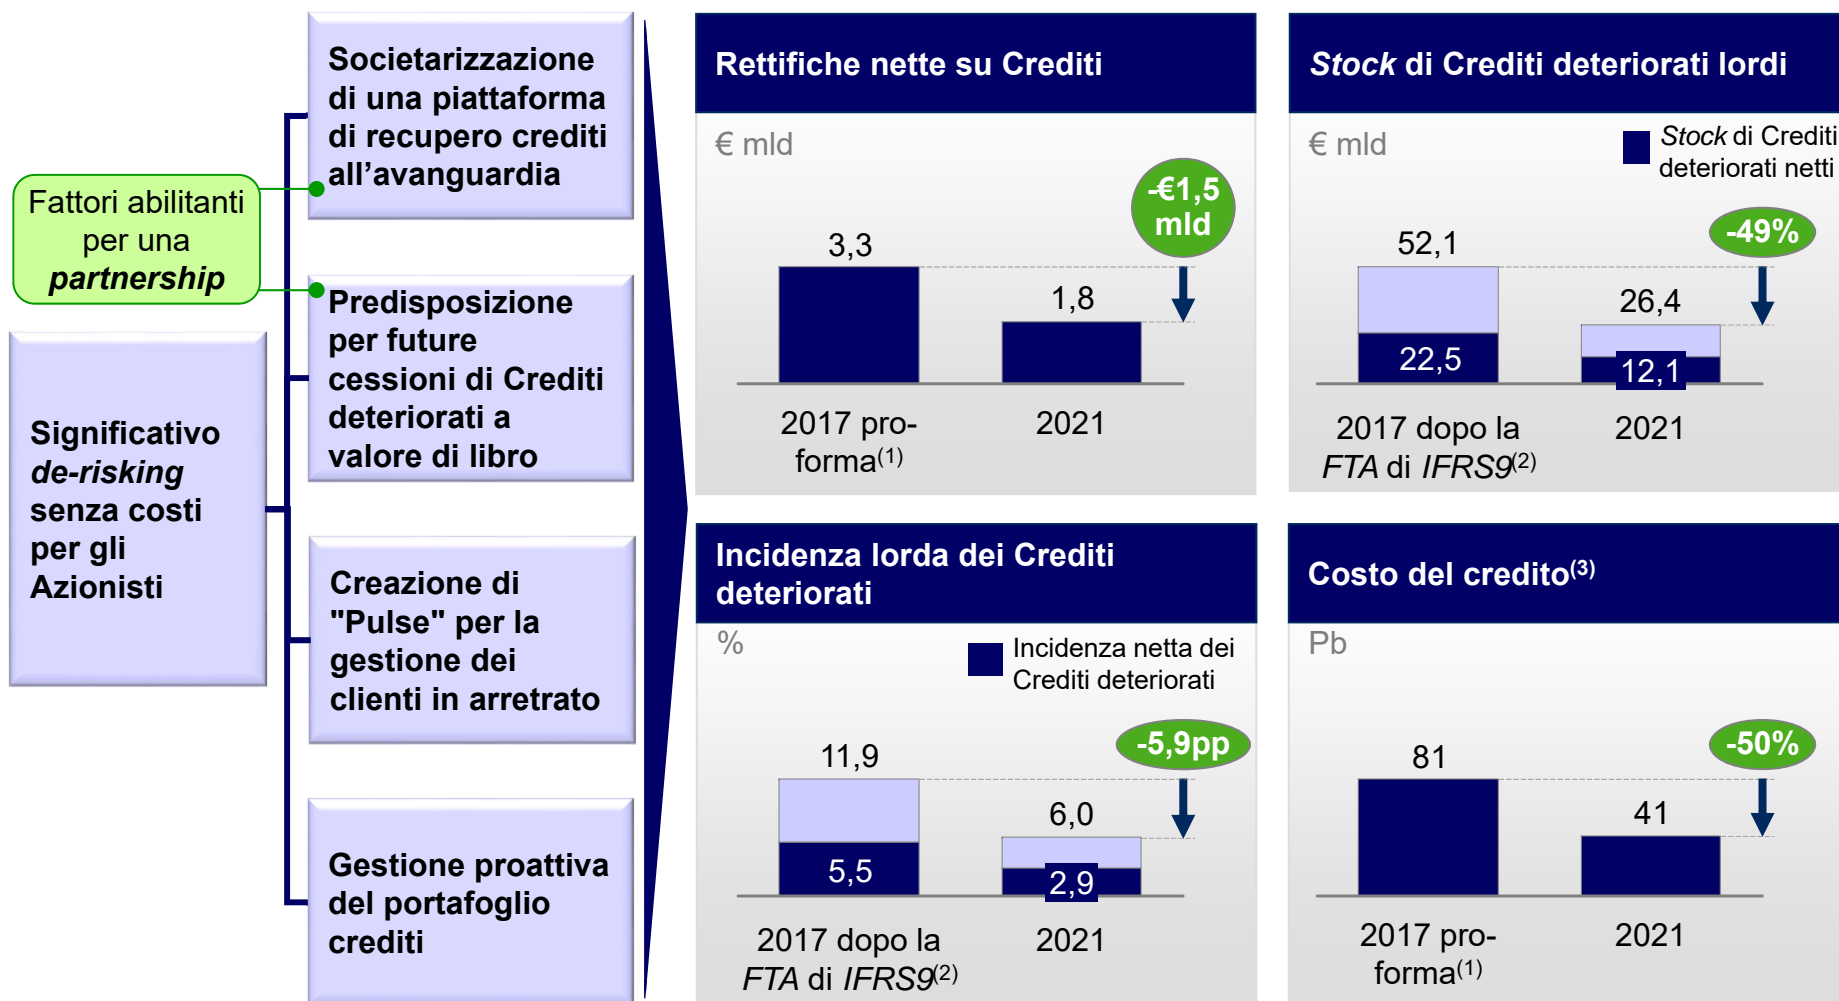 Fattori abilitanti
per una
partnership
Significativo
de-risking
senza costi
per gli
Azionisti
Societarizzazione
di una piattaforma
di recupero crediti
all’avanguardia
Predisposizione
per future
cessioni di Crediti
deteriorati a
valore di libro
Creazione di
"Pulse" per la
gestione dei
clienti in arretrato
Gestione proattiva
del portafoglio
crediti
Rettifiche nette su Crediti
€ mld
-€1,5
mld
3,3
1,8
2017 pro-
forma(1)
2021
Stock di Crediti deteriorati lordi
€ mld
Stock di Crediti
deteriorati netti
-49%
52,1
26,4
22,5
12,1
2017 dopo la
FTA di IFRS9(2)
2021
Incidenza lorda dei Crediti
deteriorati
%
Incidenza netta dei
Crediti deteriorati
-5,9pp
11,9
6,0
5,5
2,9
2017 dopo la
FTA di IFRS9(2)
2021
Costo del credito(3)
Pb
-50%
81
41
2017 pro-
forma(1)
2021